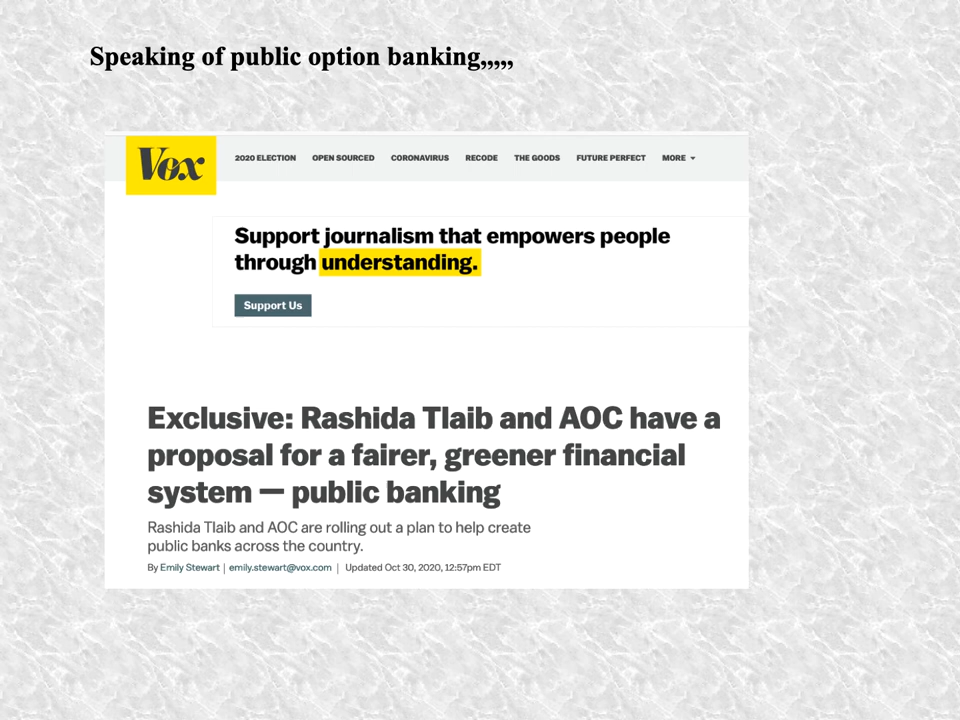 Speaking of public option banking,,,,,
Vox
2020 ELECTION OPEN SOURCED CORONAVIRUS RECODE THE GOODS FUTURE PERFECT MORE
Support journalism that empowers people
through understanding.
Support Us
Exclusive: Rashida Tlaib and AOC have a
proposal for a fairer, greener financial
system — public banking
Rashida Tlaib and AOC are rolling out a plan to help create
public banks across the country.
By Emily Stewart | emily.stewart@vox.com | Updated Oct 30, 2020, 12:57pm EDT